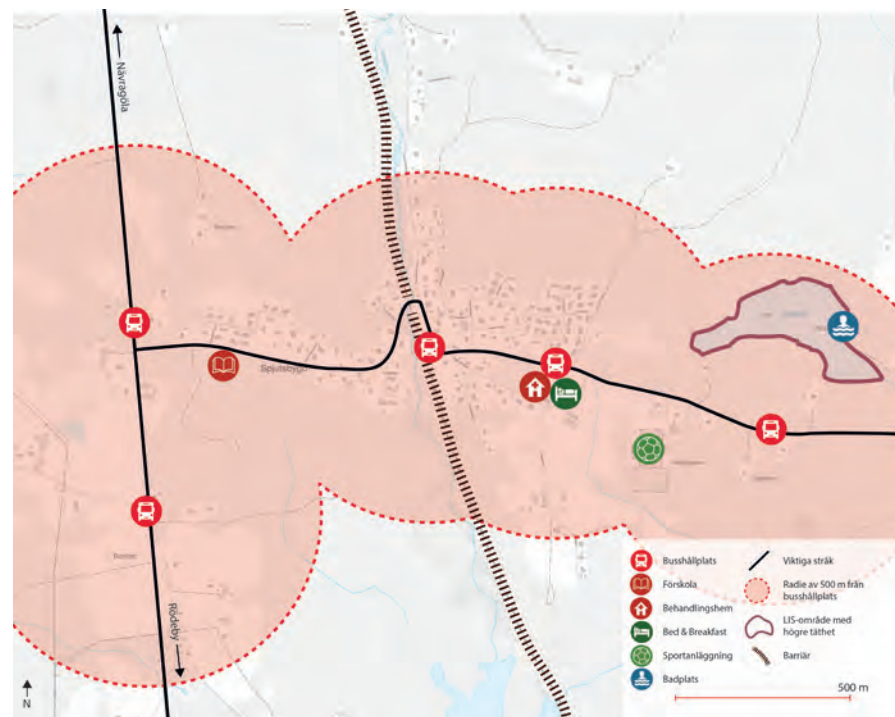 Nävragöla
Spjutsbygd
Rödeby
N
Busshållplats
Förskola
Behandlingshem
Bed & Breakfast
Sportanläggning
Badplats
Viktiga stråk
Radie av 500 m från
busshållplats
LIS-område med
högre täthet
Barriär
500 m